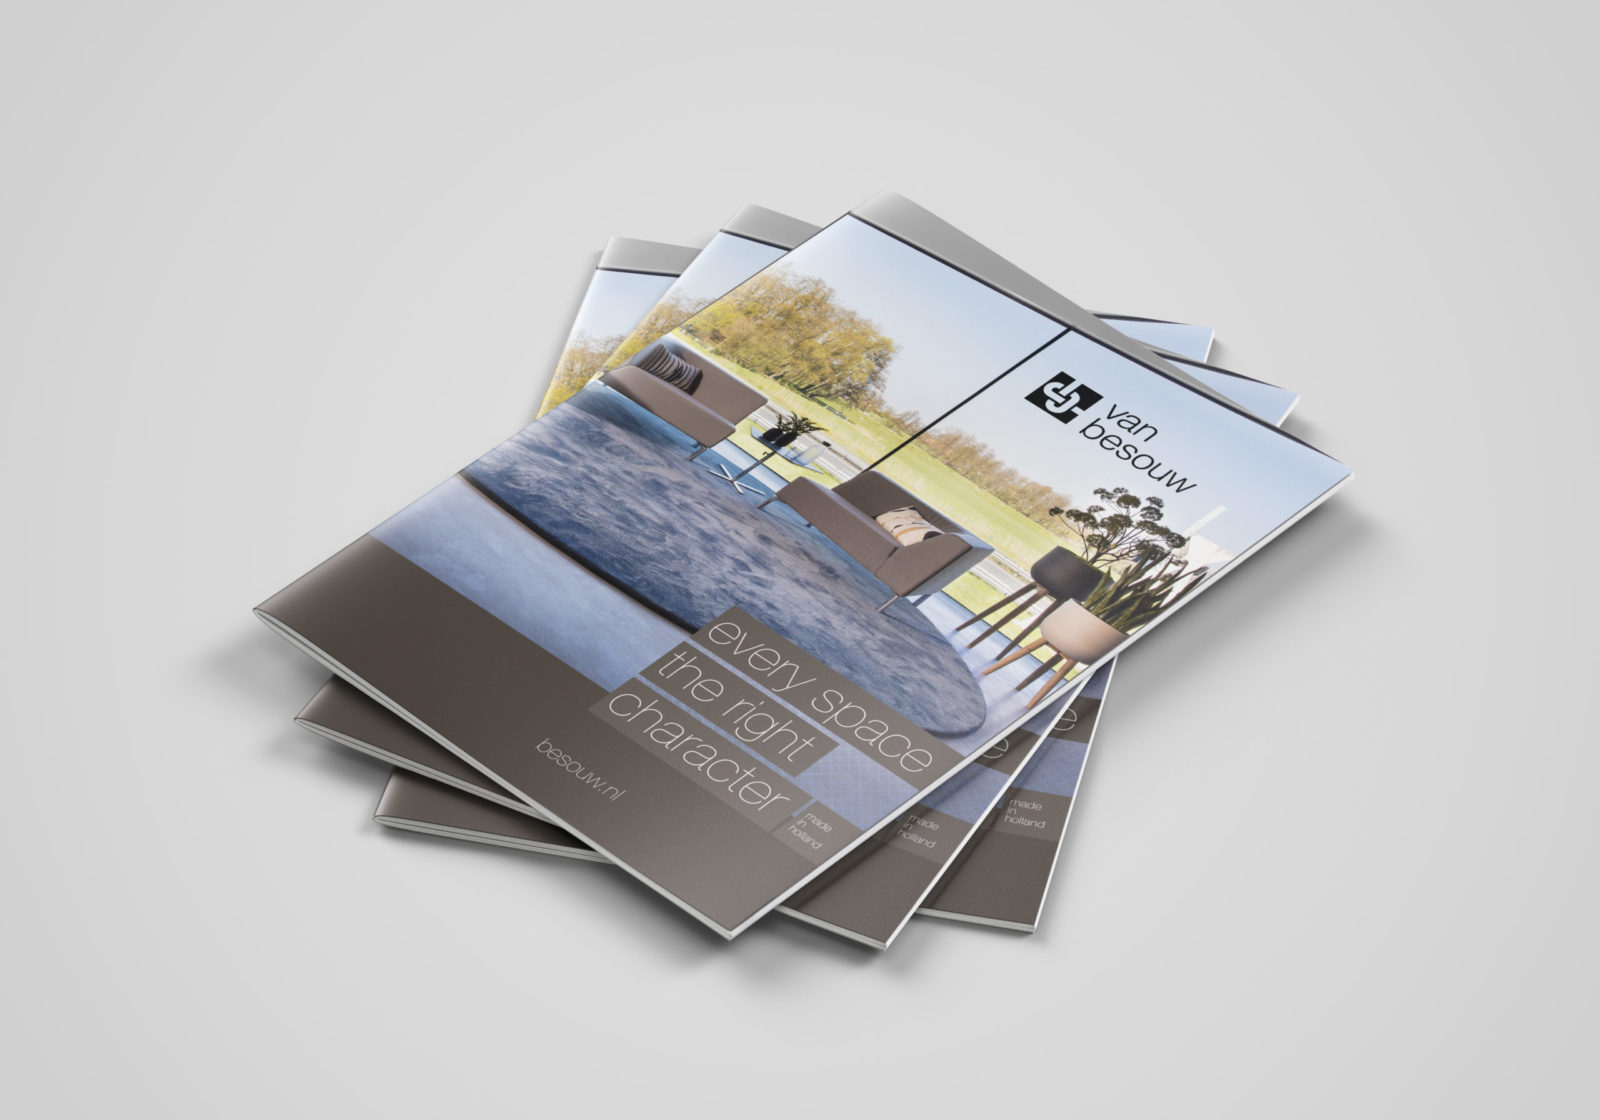 van
besouw
every space
the right
character
made
in
holland
besouw.nl
e
made
in
holland
e
made
in
holland